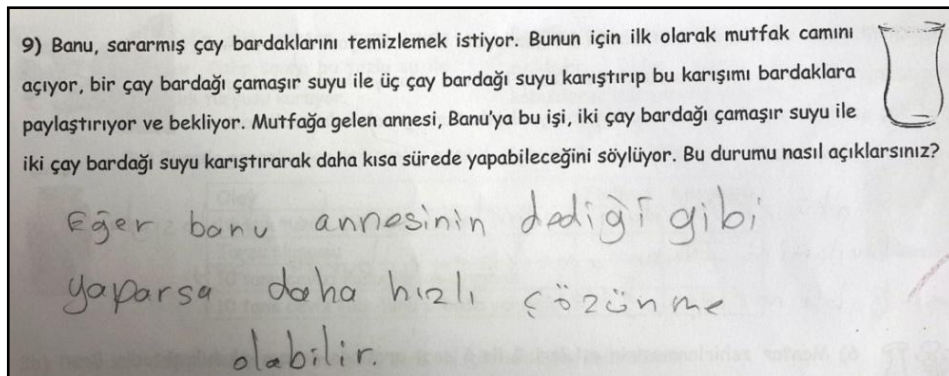 9) Banu, sararmış çay bardaklarını temizlemek istiyor. Bunun için ilk olarak mutfak camını
açıyor, bir çay bardağı çamaşır suyu ile üç çay bardağı suyu karıştırıp bu karışımı bardaklara
paylaştırıyor ve bekliyor. Mutfağa gelen annesi, Banu'ya bu işi, iki çay bardağı çamaşır suyu ile
iki çay bardağı suyu karıştırarak daha kısa sürede yapabileceğini söylüyor. Bu durumu nasıl açıklarsınız?
Eğer banu annesinin dediği gibi
yaparsa daha hızlı çözünme
olabilir.